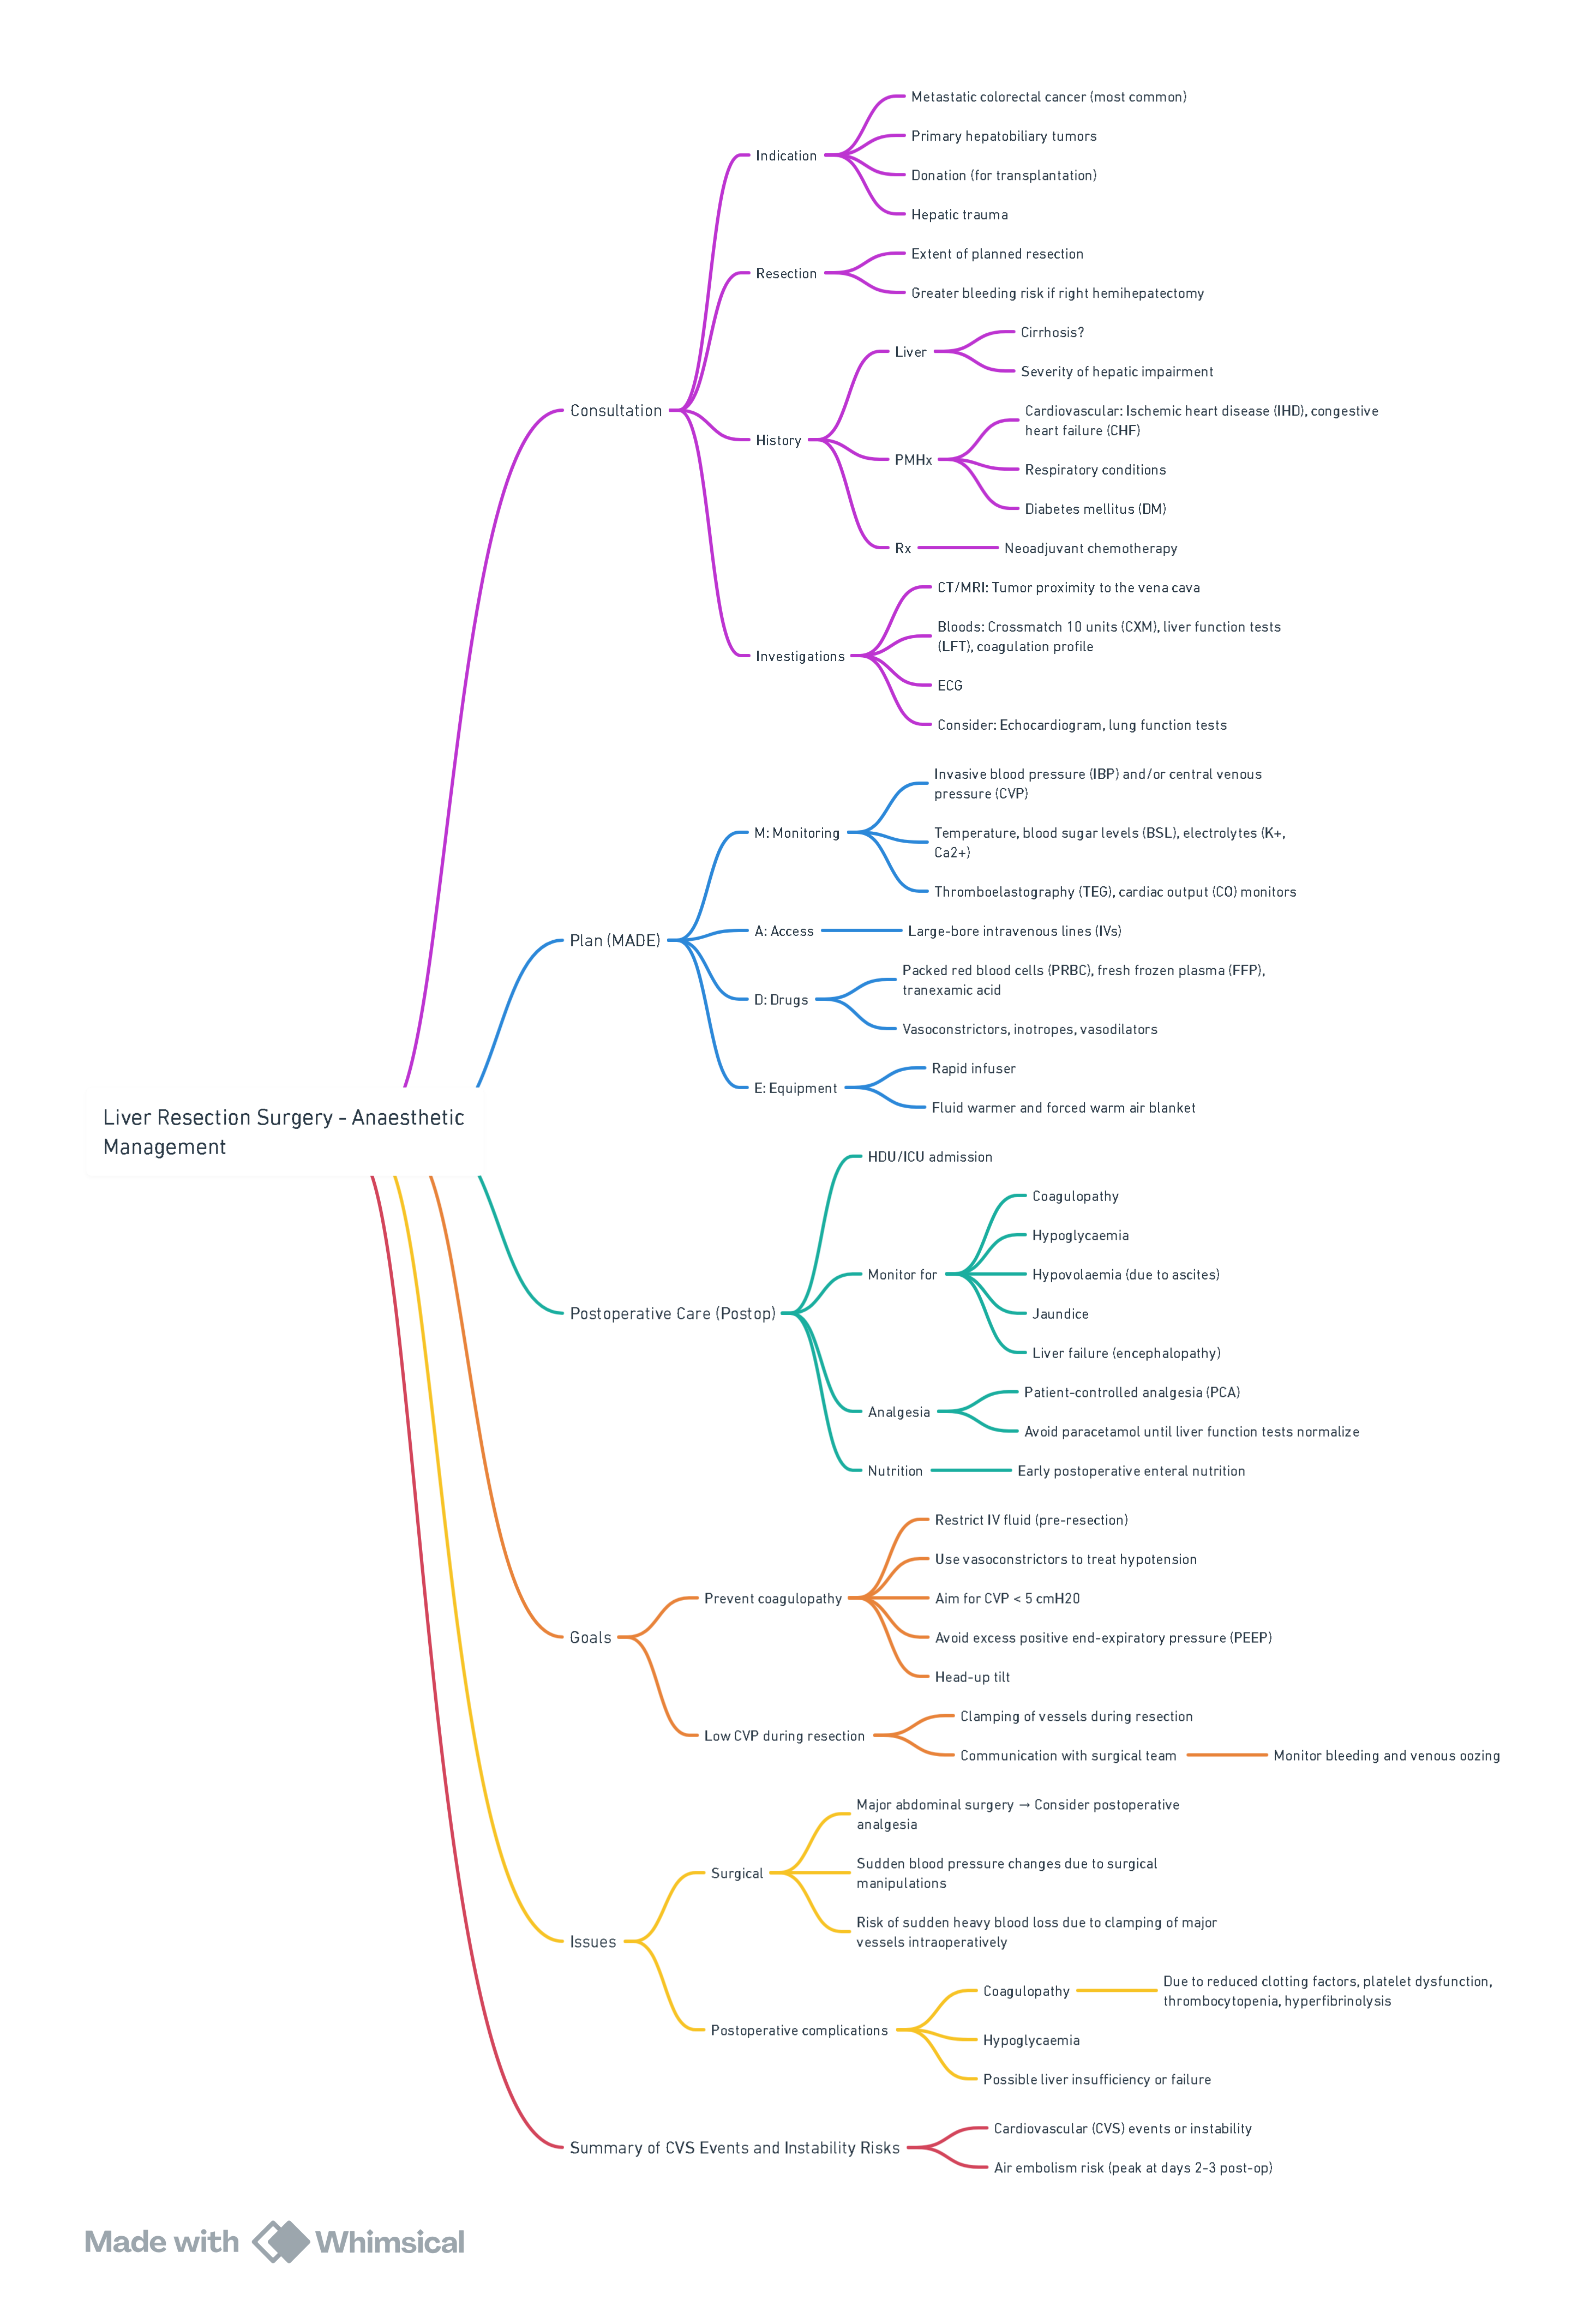 Liver Resection Surgery - Anaesthetic
Management
Consultation
Indication
Metastatic colorectal cancer (most common)
Primary hepatobiliary tumors
Donation (for transplantation)
Hepatic trauma
Resection
Extent of planned resection
Greater bleeding risk if right hemihepatectomy
History
Liver
Cirrhosis?
Severity of hepatic impairment
PMHx
Cardiovascular: Ischemic heart disease (IHD), congestive
heart failure (CHF)
Respiratory conditions
Diabetes mellitus (DM)
Rx
Neoadjuvant chemotherapy
Investigations
CT/MRI: Tumor proximity to the vena cava
Bloods: Crossmatch 10 units (CXM), liver function tests
(LFT), coagulation profile
ECG
Consider: Echocardiogram, lung function tests
Plan (MADE)
M: Monitoring
Invasive blood pressure (IBP) and/or central venous
pressure (CVP)
Temperature, blood sugar levels (BSL), electrolytes (K+,
Ca2+)
Thromboelastography (TEG), cardiac output (CO) monitors
A: Access
Large-bore intravenous lines (IVs)
D: Drugs
Packed red blood cells (PRBC), fresh frozen plasma (FFP),
tranexamic acid
Vasoconstrictors, inotropes, vasodilators
E: Equipment
Rapid infuser
Fluid warmer and forced warm air blanket
Postoperative Care (Postop)
HDU/ICU admission
Monitor for
Coagulopathy
Hypoglycaemia
Hypovolaemia (due to ascites)
Jaundice
Liver failure (encephalopathy)
Analgesia
Patient-controlled analgesia (PCA)
Avoid paracetamol until liver function tests normalize
Nutrition
Early postoperative enteral nutrition
Goals
Prevent coagulopathy
Restrict IV fluid (pre-resection)
Use vasoconstrictors to treat hypotension
Aim for CVP < 5 cmH20
Avoid excess positive end-expiratory pressure (PEEP)
Head-up tilt
Low CVP during resection
Clamping of vessels during resection
Communication with surgical team
Monitor bleeding and venous oozing
Issues
Surgical
Major abdominal surgery → Consider postoperative
analgesia
Sudden blood pressure changes due to surgical
manipulations
Risk of sudden heavy blood loss due to clamping of major
vessels intraoperatively
Postoperative complications
Coagulopathy
Due to reduced clotting factors, platelet dysfunction,
thrombocytopenia, hyperfibrinolysis
Hypoglycaemia
Possible liver insufficiency or failure
Summary of CVS Events and Instability Risks
Cardiovascular (CVS) events or instability
Air embolism risk (peak at days 2-3 post-op)
Made with Whimsical